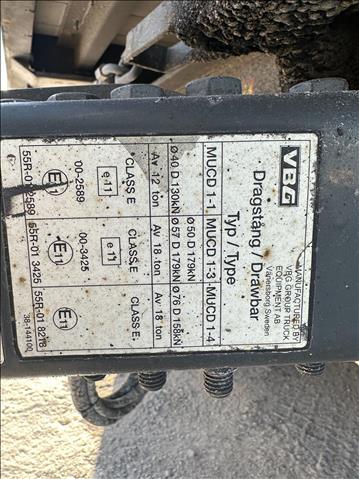 VBG
MANUFACTURED BY
VBG GROUP TRUCK
EQUIPMENT AB
Vänersborg Sweden
Dragstång / Drawbar
Typ / Type
MUCD 1-1 MUCD 1-3 MUCD 1-4
Ø50 D 179kN
Ø40 D 130kN Ø57 D 179kN Ø76 D 158kN
Av 12 ton Av 18 ton Av 18 ton
CLASS E CLASS E CLASS E
e11 e11
00-2589 00-3425
E11 E11 E11
55R-01 2589 55R-01 3425 55R-01 8218
38-144100